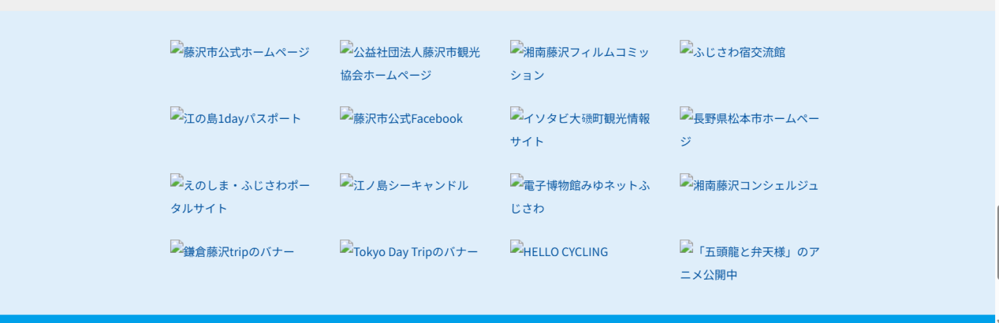 藤沢市公式ホームページ
公益社団法人藤沢市観光
協会ホームページ
湘南藤沢フィルムコミッ
ション
ふじさわ宿交流館
江の島1dayパスポート
藤沢市公式Facebook
イソタビ大磯町観光情報
サイト
長野県松本市ホームペー
ジ
えのしま・ふじさわポー
タルサイト
江ノ島シーキャンドル
電子博物館みゆネットふ
じさわ
湘南藤沢コンシェルジュ
鎌倉藤沢tripのバナー
Tokyo Day Tripのバナー
HELLO CYCLING
「五頭龍と弁天様」のア
ニメ公開中